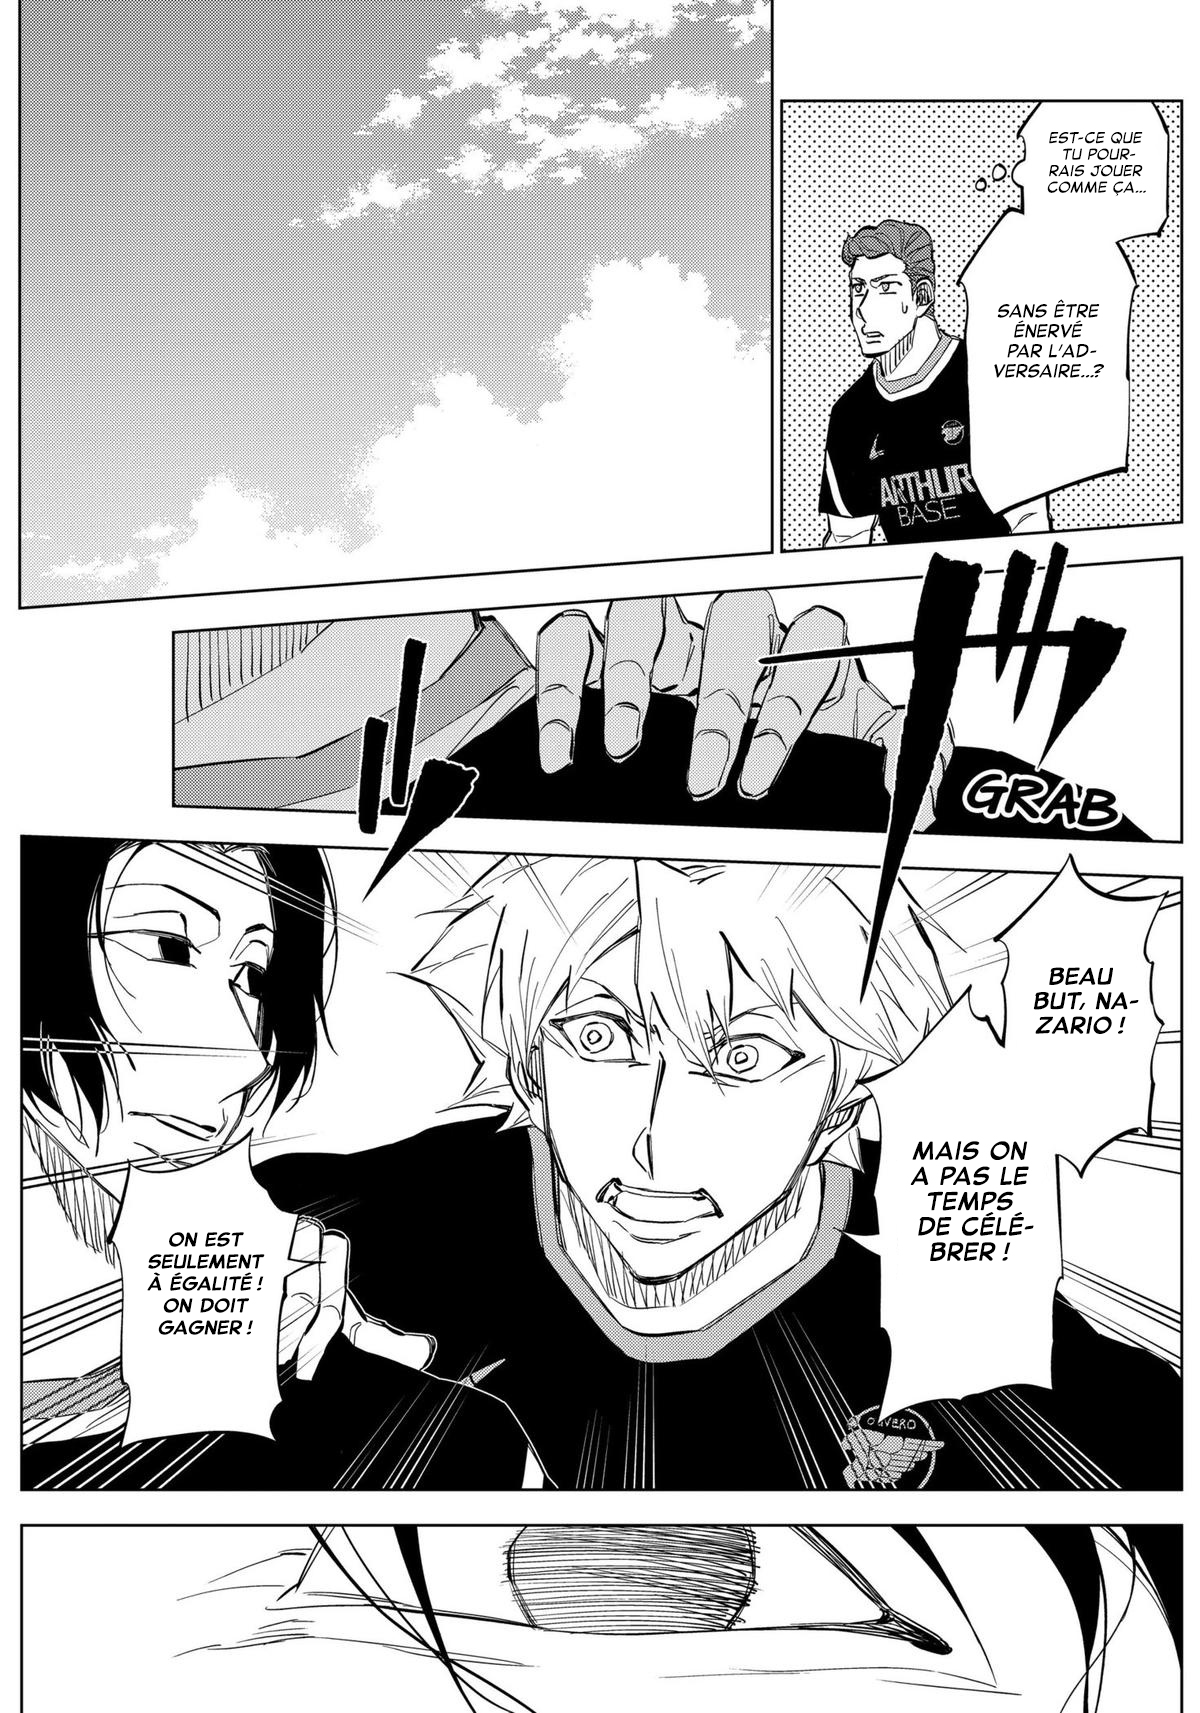 EST-CE QUE
TU POUR-
RAIS JOUER
COMME ÇA...
SANS ÊTRE
ÉNERVÉ
PAR L'AD-
VERSAIRE...?
ARTHUR
BASE
GRAB
BEAU
BUT, NA-
ZARIO !
MAIS ON
A PAS LE
TEMPS
DE CÉLÉ-
BRER !
ON EST
SEULEMENT
À ÉGALITÉ !
ON DOIT
GAGNER !